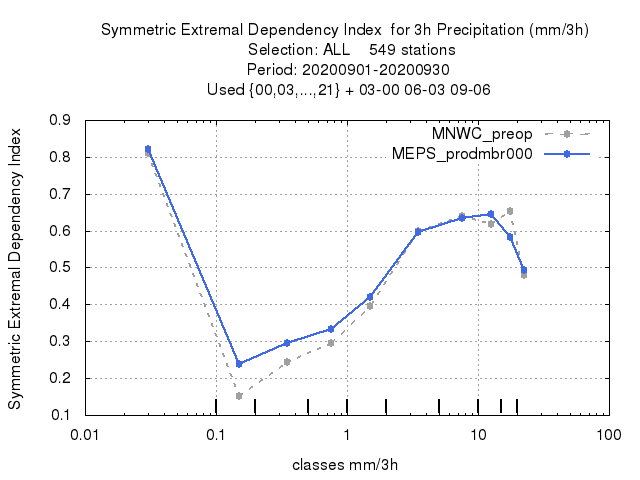 Symmetric Extremal Dependency Index  for 3h Precipitation (mm/3h)
Selection: ALL    549 stations
Period: 20200901-20200930
Used {00,03,...,21} + 03-00 06-03 09-06
MNWC_preop
MEPS_prodmbr000
Symmetric Extremal Dependency Index
0.9
0.8
0.7
0.6
0.5
0.4
0.3
0.2
0.1
0.01 0.1 1 10 100
classes mm/3h